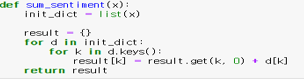 def sum_sentiment(x):
    init_dict = list(x)
    result = {}
    for d in init_dict:
        for k in d.keys():
            result[k] = result.get(k, 0) + d[k]
    return result